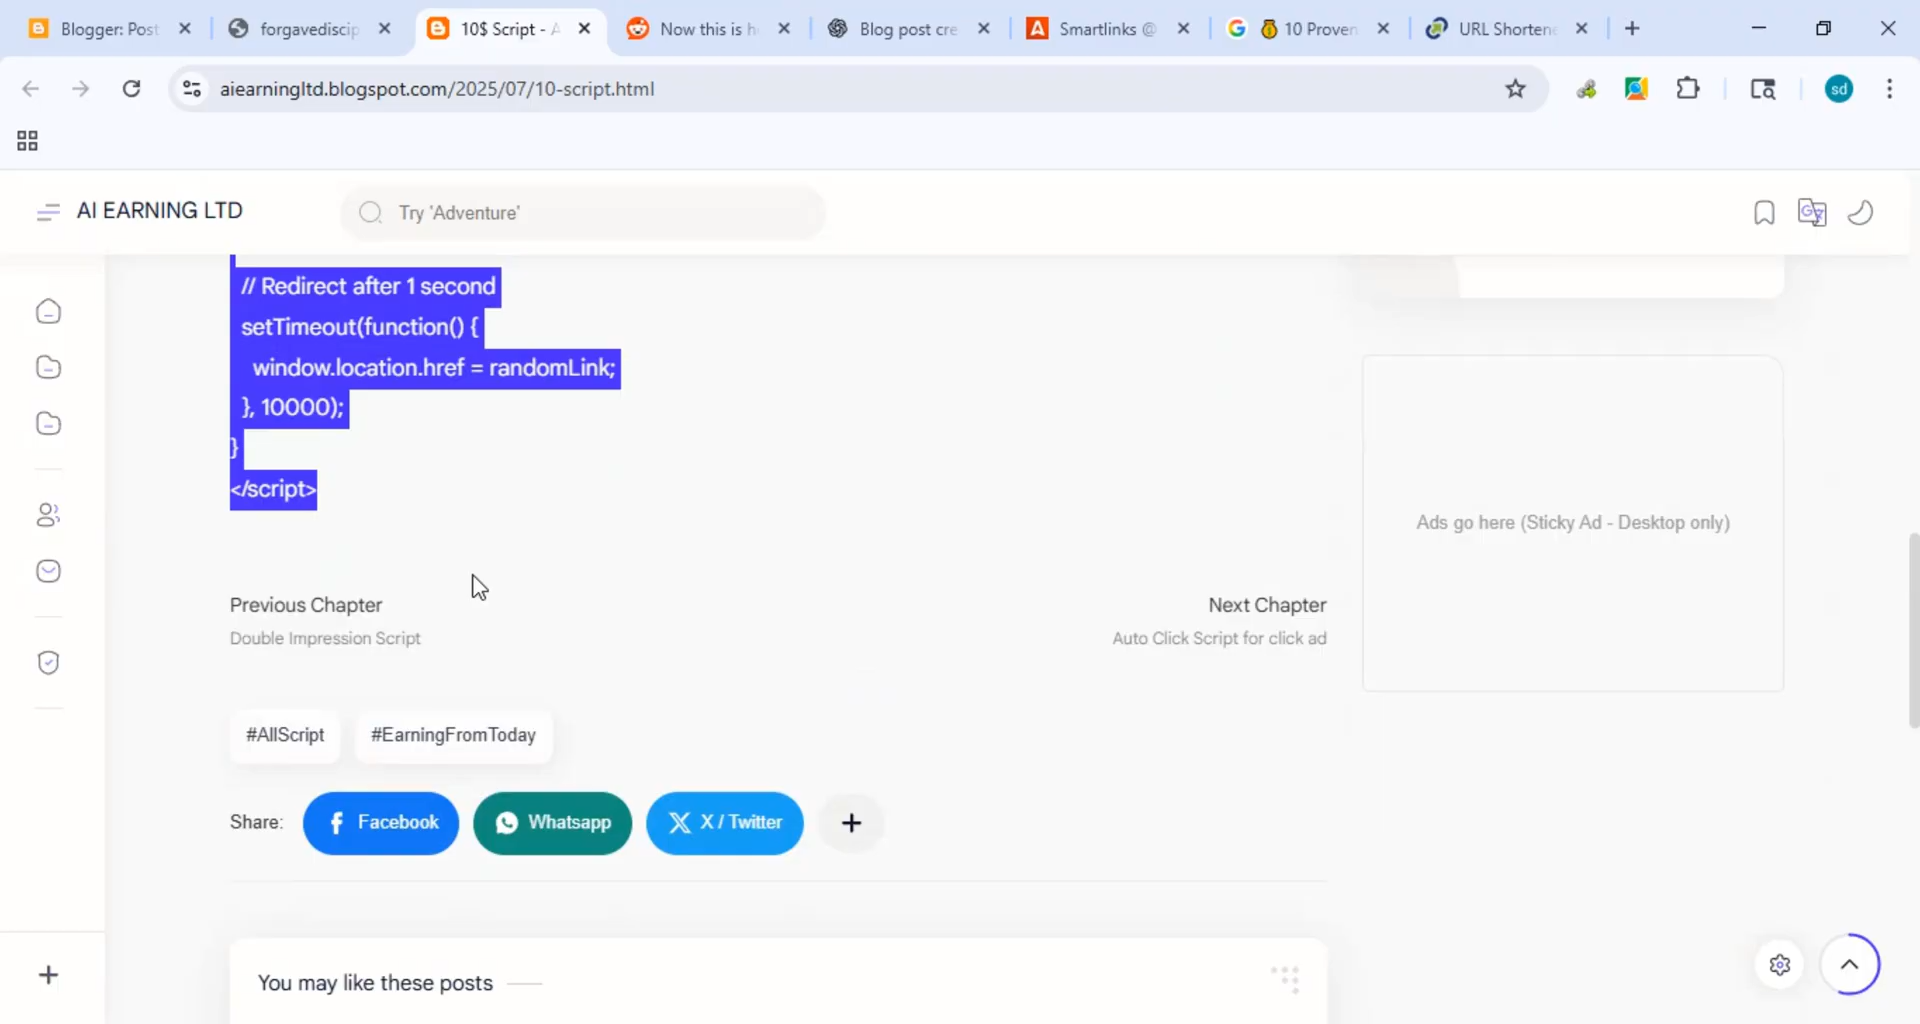 Blogger: Post
forgavediscip
10$ Script - A
Now this is h
Blog post cre
Smartlinks @
10 Proven
URL Shortene
aiearningltd.blogspot.com/2025/07/10-script.html
sd
AI EARNING LTD
Try 'Adventure'
// Redirect after 1 second
setTimeout(function() {
window.location.href = randomLink;
}, 10000);
}
</script>
Ads go here (Sticky Ad - Desktop only)
Previous Chapter
Next Chapter
Double Impression Script
Auto Click Script for click ad
#AllScript
#EarningFromToday
Share:
Facebook
Whatsapp
X / Twitter
You may like these posts